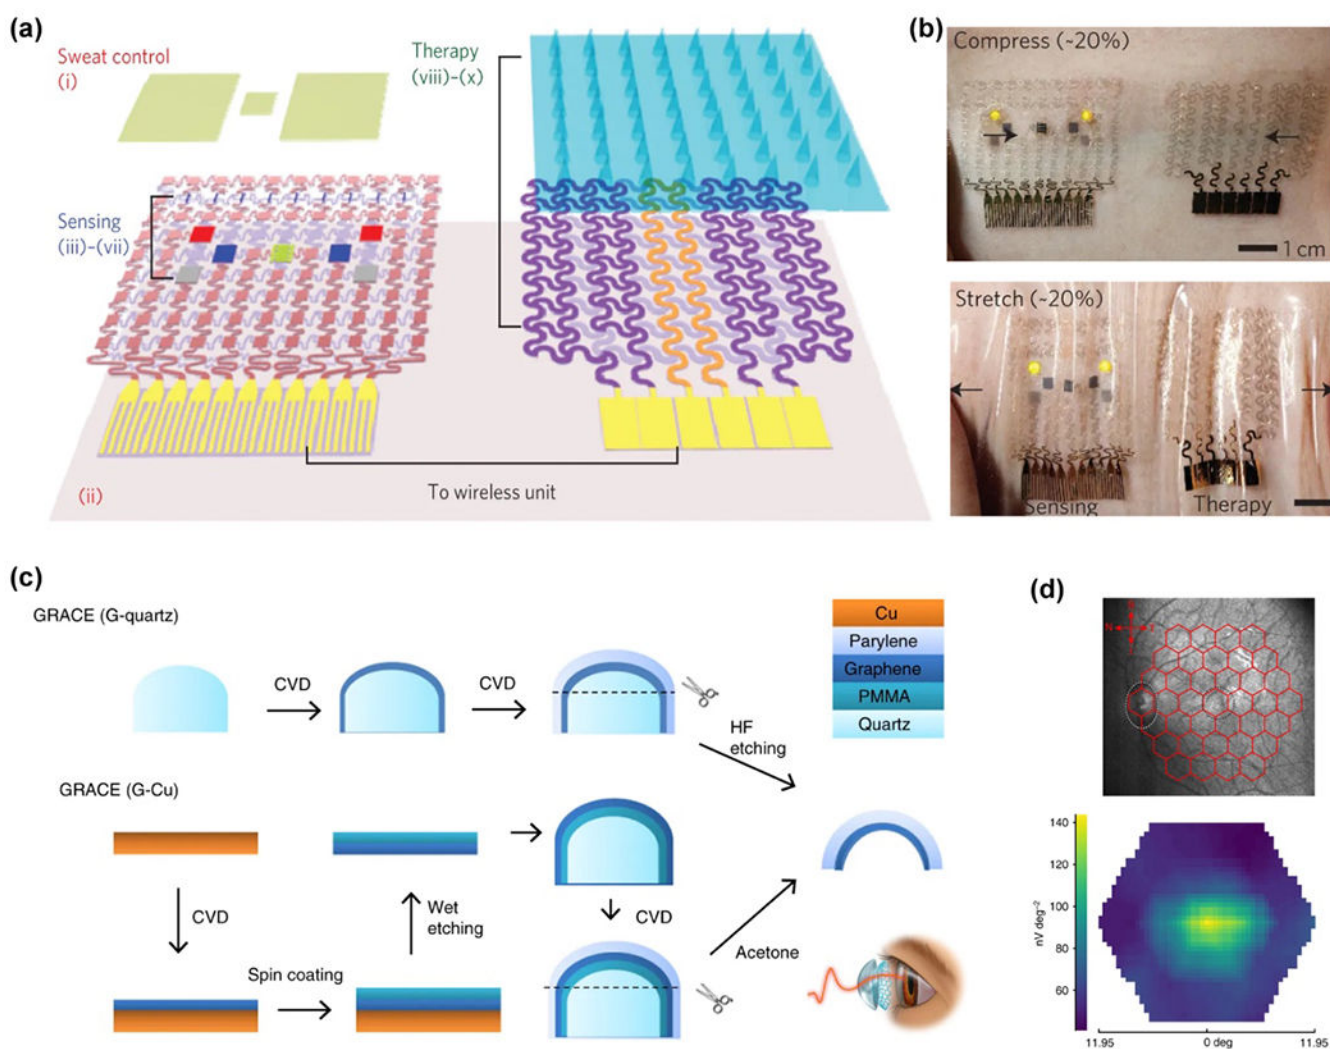 (a)
Sweat control
(i)
Therapy
(viii)–(x)
Sensing
(iii)–(vii)
(ii)
To wireless unit
(b)
Compress (~20%)
1 cm
Stretch (~20%)
Sensing
Therapy
(c)
GRACE (G-quartz)
CVD
CVD
HF
etching
Cu
Parylene
Graphene
PMMA
Quartz
GRACE (G-Cu)
CVD
Spin coating
Wet
etching
CVD
Acetone
(d)
N
140
120
100
80
60
nV deg⁻²
11.95
0 deg
11.95